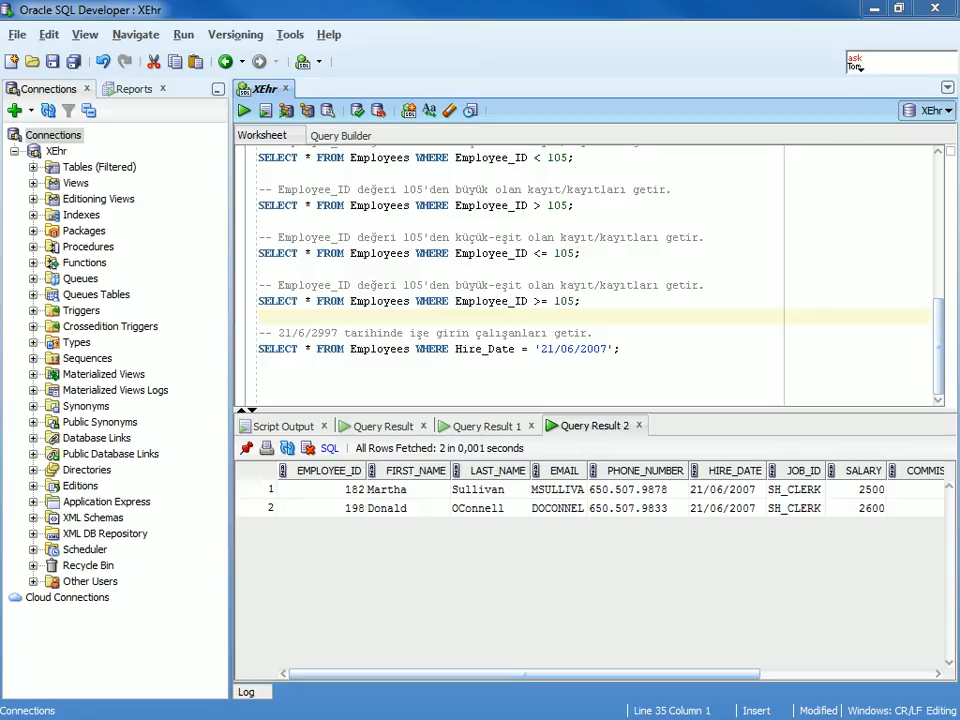 Oracle SQL Developer : XEhr
File Edit View Navigate Run Versioning Tools Help
ask
Tom
Connections Reports XEhr
XEhr
Worksheet Query Builder
Connections
XEhr
Tables (Filtered)
Views
Editioning Views
Indexes
Packages
Procedures
Functions
Queues
Queues Tables
Triggers
Crossedition Triggers
Types
Sequences
Materialized Views
Materialized Views Logs
Synonyms
Public Synonyms
Database Links
Public Database Links
Directories
Editions
Application Express
XML Schemas
XML DB Repository
Scheduler
Recycle Bin
Other Users
Cloud Connections
SELECT * FROM Employees WHERE Employee_ID < 105;
-- Employee_ID değeri 105'den büyük olan kayıt/kayıtları getir.
SELECT * FROM Employees WHERE Employee_ID > 105;
-- Employee_ID değeri 105'den küçük-eşit olan kayıt/kayıtları getir.
SELECT * FROM Employees WHERE Employee_ID <= 105;
-- Employee_ID değeri 105'den büyük-eşit olan kayıt/kayıtları getir.
SELECT * FROM Employees WHERE Employee_ID >= 105;
-- 21/6/2997 tarihinde işe girin çalışanları getir.
SELECT * FROM Employees WHERE Hire_Date = '21/06/2007';
Script Output Query Result Query Result 1 Query Result 2
SQL All Rows Fetched: 2 in 0,001 seconds
EMPLOYEE_ID FIRST_NAME LAST_NAME EMAIL PHONE_NUMBER HIRE_DATE JOB_ID SALARY COMMIS
1 182 Martha Sullivan MSULLIVA 650.507.9878 21/06/2007 SH_CLERK 2500
2 198 Donald OConnell DOCONNEL 650.507.9833 21/06/2007 SH_CLERK 2600
Log
Connections Line 35 Column 1 Insert Modified Windows: CR/LF Editing